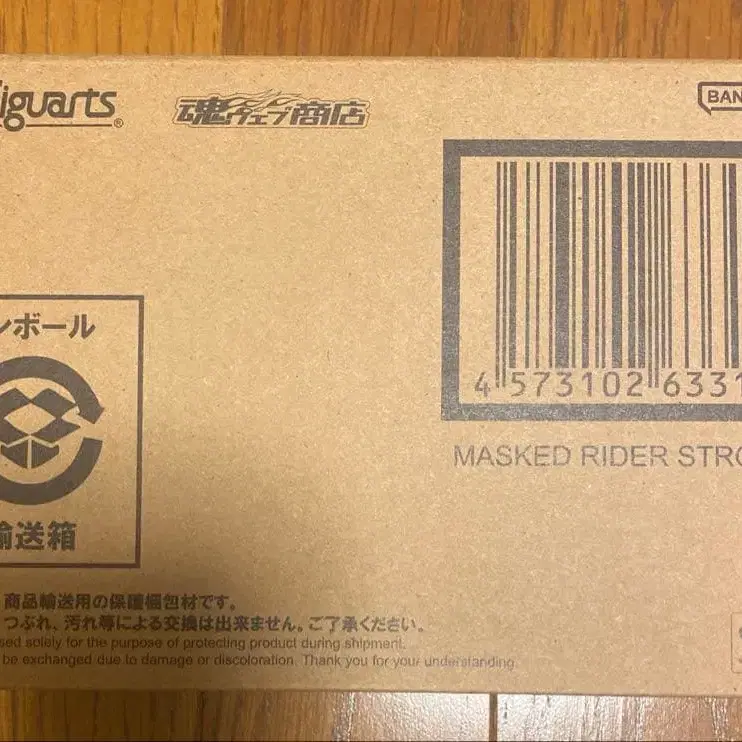 iguarts®
魂ウェブ商店
BAN
4 573102 6331
MASKED RIDER STRO
ンボール
輸送箱
商品輸送用の保護梱包材です。
つぶれ、汚れ等による交換は出来ません。ご了承ください。
sed solely for the purpose of protecting product during shipment.
be exchanged due to damage or discoloration. Thank you for your understanding.